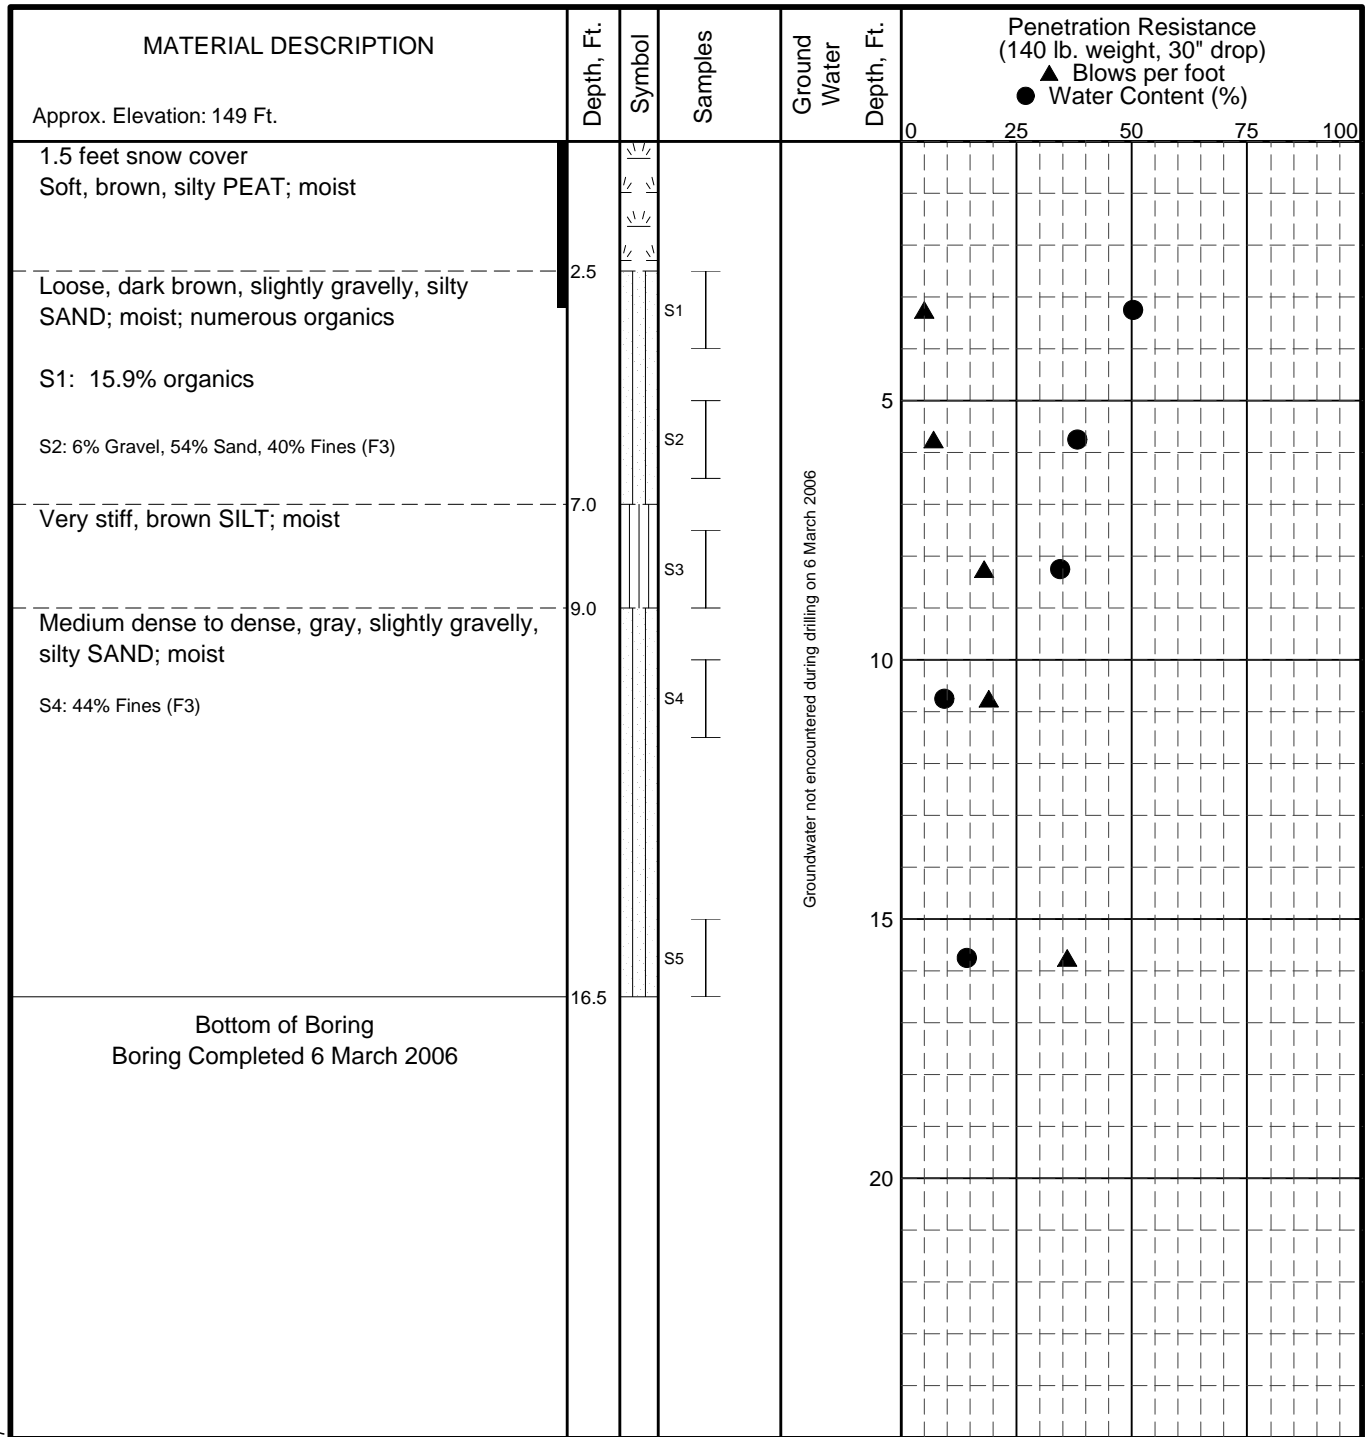 MATERIAL DESCRIPTION
Approx. Elevation: 149 Ft.
Depth, Ft.
Symbol
Samples
Ground
Water
Depth, Ft.
Penetration Resistance
(140 lb. weight, 30" drop)
▲ Blows per foot
● Water Content (%)
0 25 50 75 100
1.5 feet snow cover
Soft, brown, silty PEAT; moist
2.5
Loose, dark brown, slightly gravelly, silty
SAND; moist; numerous organics
S1
S1: 15.9% organics
5
S2
S2: 6% Gravel, 54% Sand, 40% Fines (F3)
7.0
Very stiff, brown SILT; moist
S3
9.0
Medium dense to dense, gray, slightly gravelly,
silty SAND; moist
10
S4
S4: 44% Fines (F3)
Groundwater not encountered during drilling on 6 March 2006
15
S5
16.5
Bottom of Boring
Boring Completed 6 March 2006
20